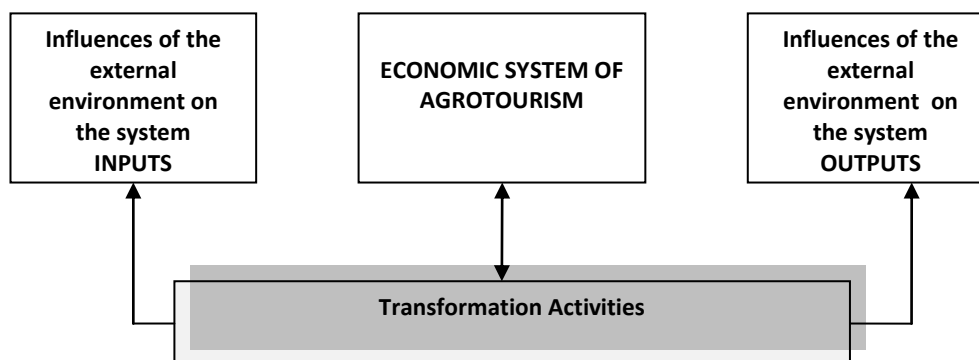 Influences of the
external
environment on
the system
INPUTS
ECONOMIC SYSTEM OF
AGROTOURISM
Influences of the
external
environment on
the system
OUTPUTS
Transformation Activities